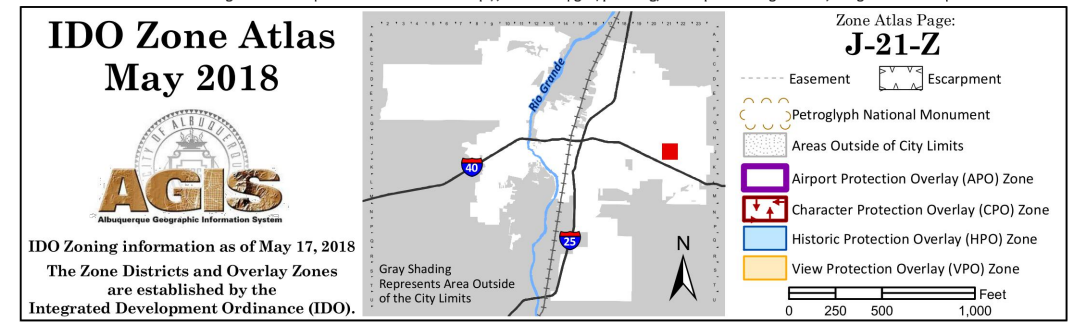 IDO Zone Atlas
May 2018
CITY OF ALBUQUERQUE
AGIS
Albuquerque Geographic Information System
IDO Zoning information as of May 17, 2018
The Zone Districts and Overlay Zones
are established by the
Integrated Development Ordinance (IDO).
Rio Grande
40
25
N
Gray Shading
Represents Area Outside
of the City Limits
Zone Atlas Page:
J-21-Z
Easement
Escarpment
Petroglyph National Monument
Areas Outside of City Limits
Airport Protection Overlay (APO) Zone
Character Protection Overlay (CPO) Zone
Historic Protection Overlay (HPO) Zone
View Protection Overlay (VPO) Zone
Feet
0 250 500 1,000